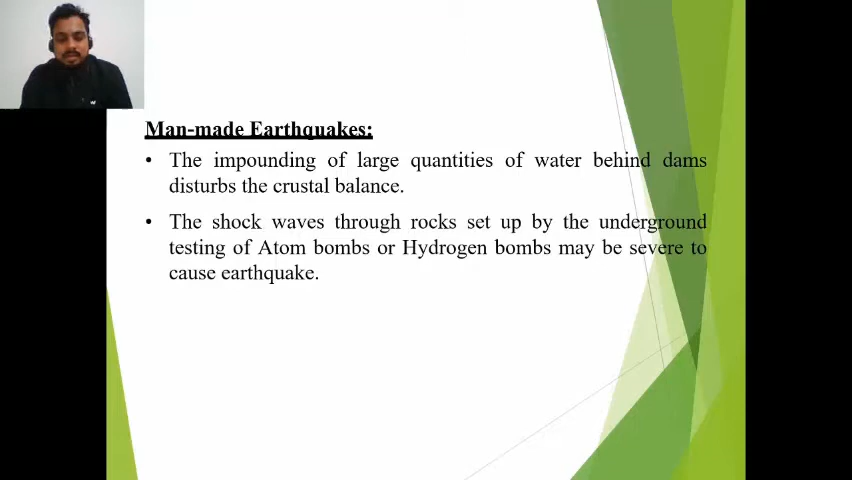 Man-made Earthquakes:
• The impounding of large quantities of water behind dams
disturbs the crustal balance.
• The shock waves through rocks set up by the underground
testing of Atom bombs or Hydrogen bombs may be severe to
cause earthquake.